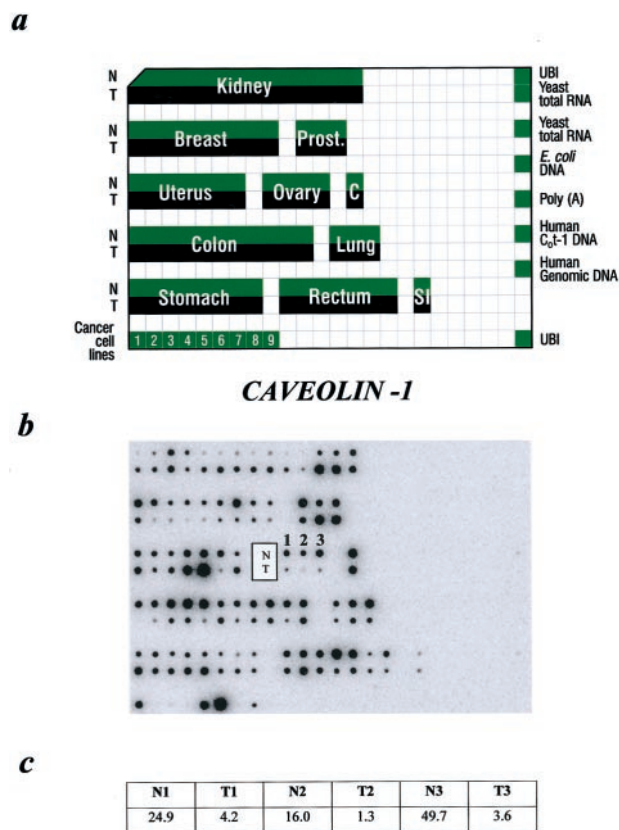 a
N Kidney UBI
T Yeast
total RNA
N Breast Prost. Yeast
T total RNA
E. coli
DNA
N Uterus Ovary C Poly (A)
T
N Colon Lung Human
T C₀t-1 DNA
Human
Genomic DNA
N Stomach Rectum SI
T
Cancer
cell
lines 1 2 3 4 5 6 7 8 9 UBI
CAVEOLIN -1
b
1 2 3
N
T
c
N1 T1 N2 T2 N3 T3
24.9 4.2 16.0 1.3 49.7 3.6